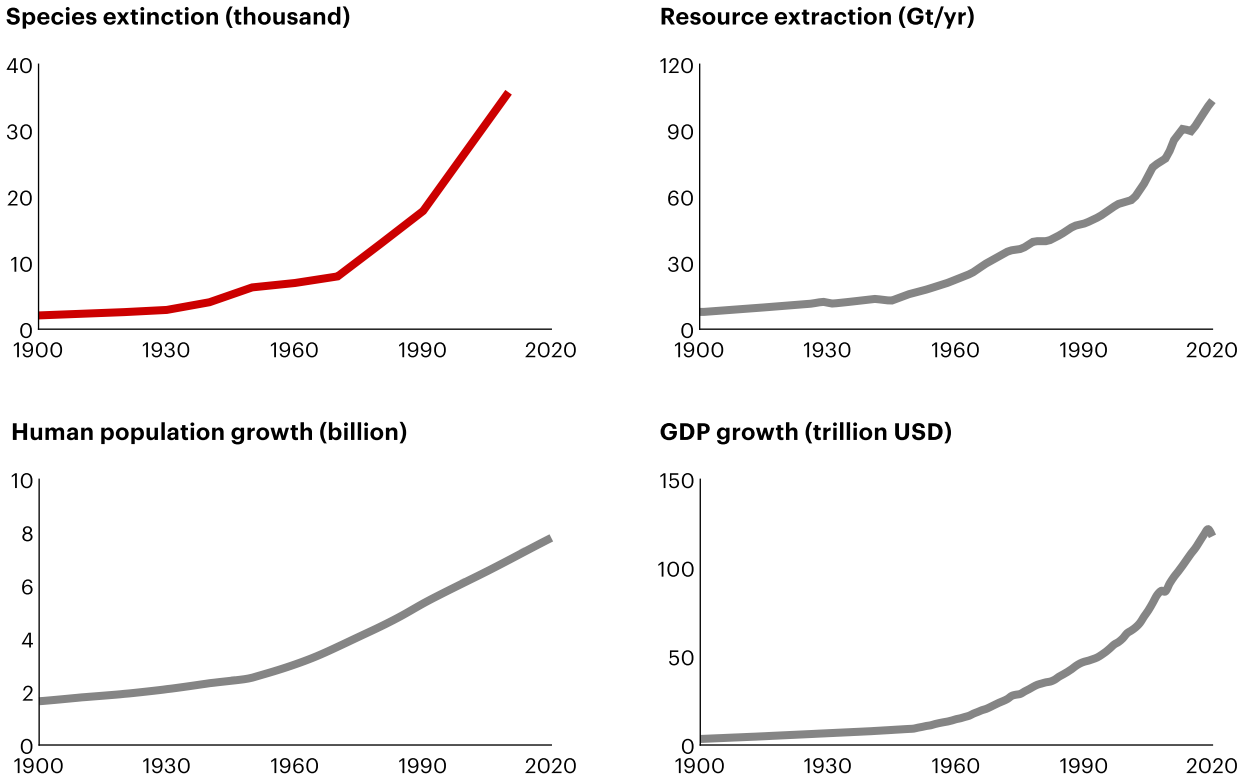 Species extinction (thousand)
40
30
20
10
0
1900 1930 1960 1990 2020
Resource extraction (Gt/yr)
120
90
60
30
0
1900 1930 1960 1990 2020
Human population growth (billion)
10
8
6
4
2
0
1900 1930 1960 1990 2020
GDP growth (trillion USD)
150
100
50
0
1900 1930 1960 1990 2020